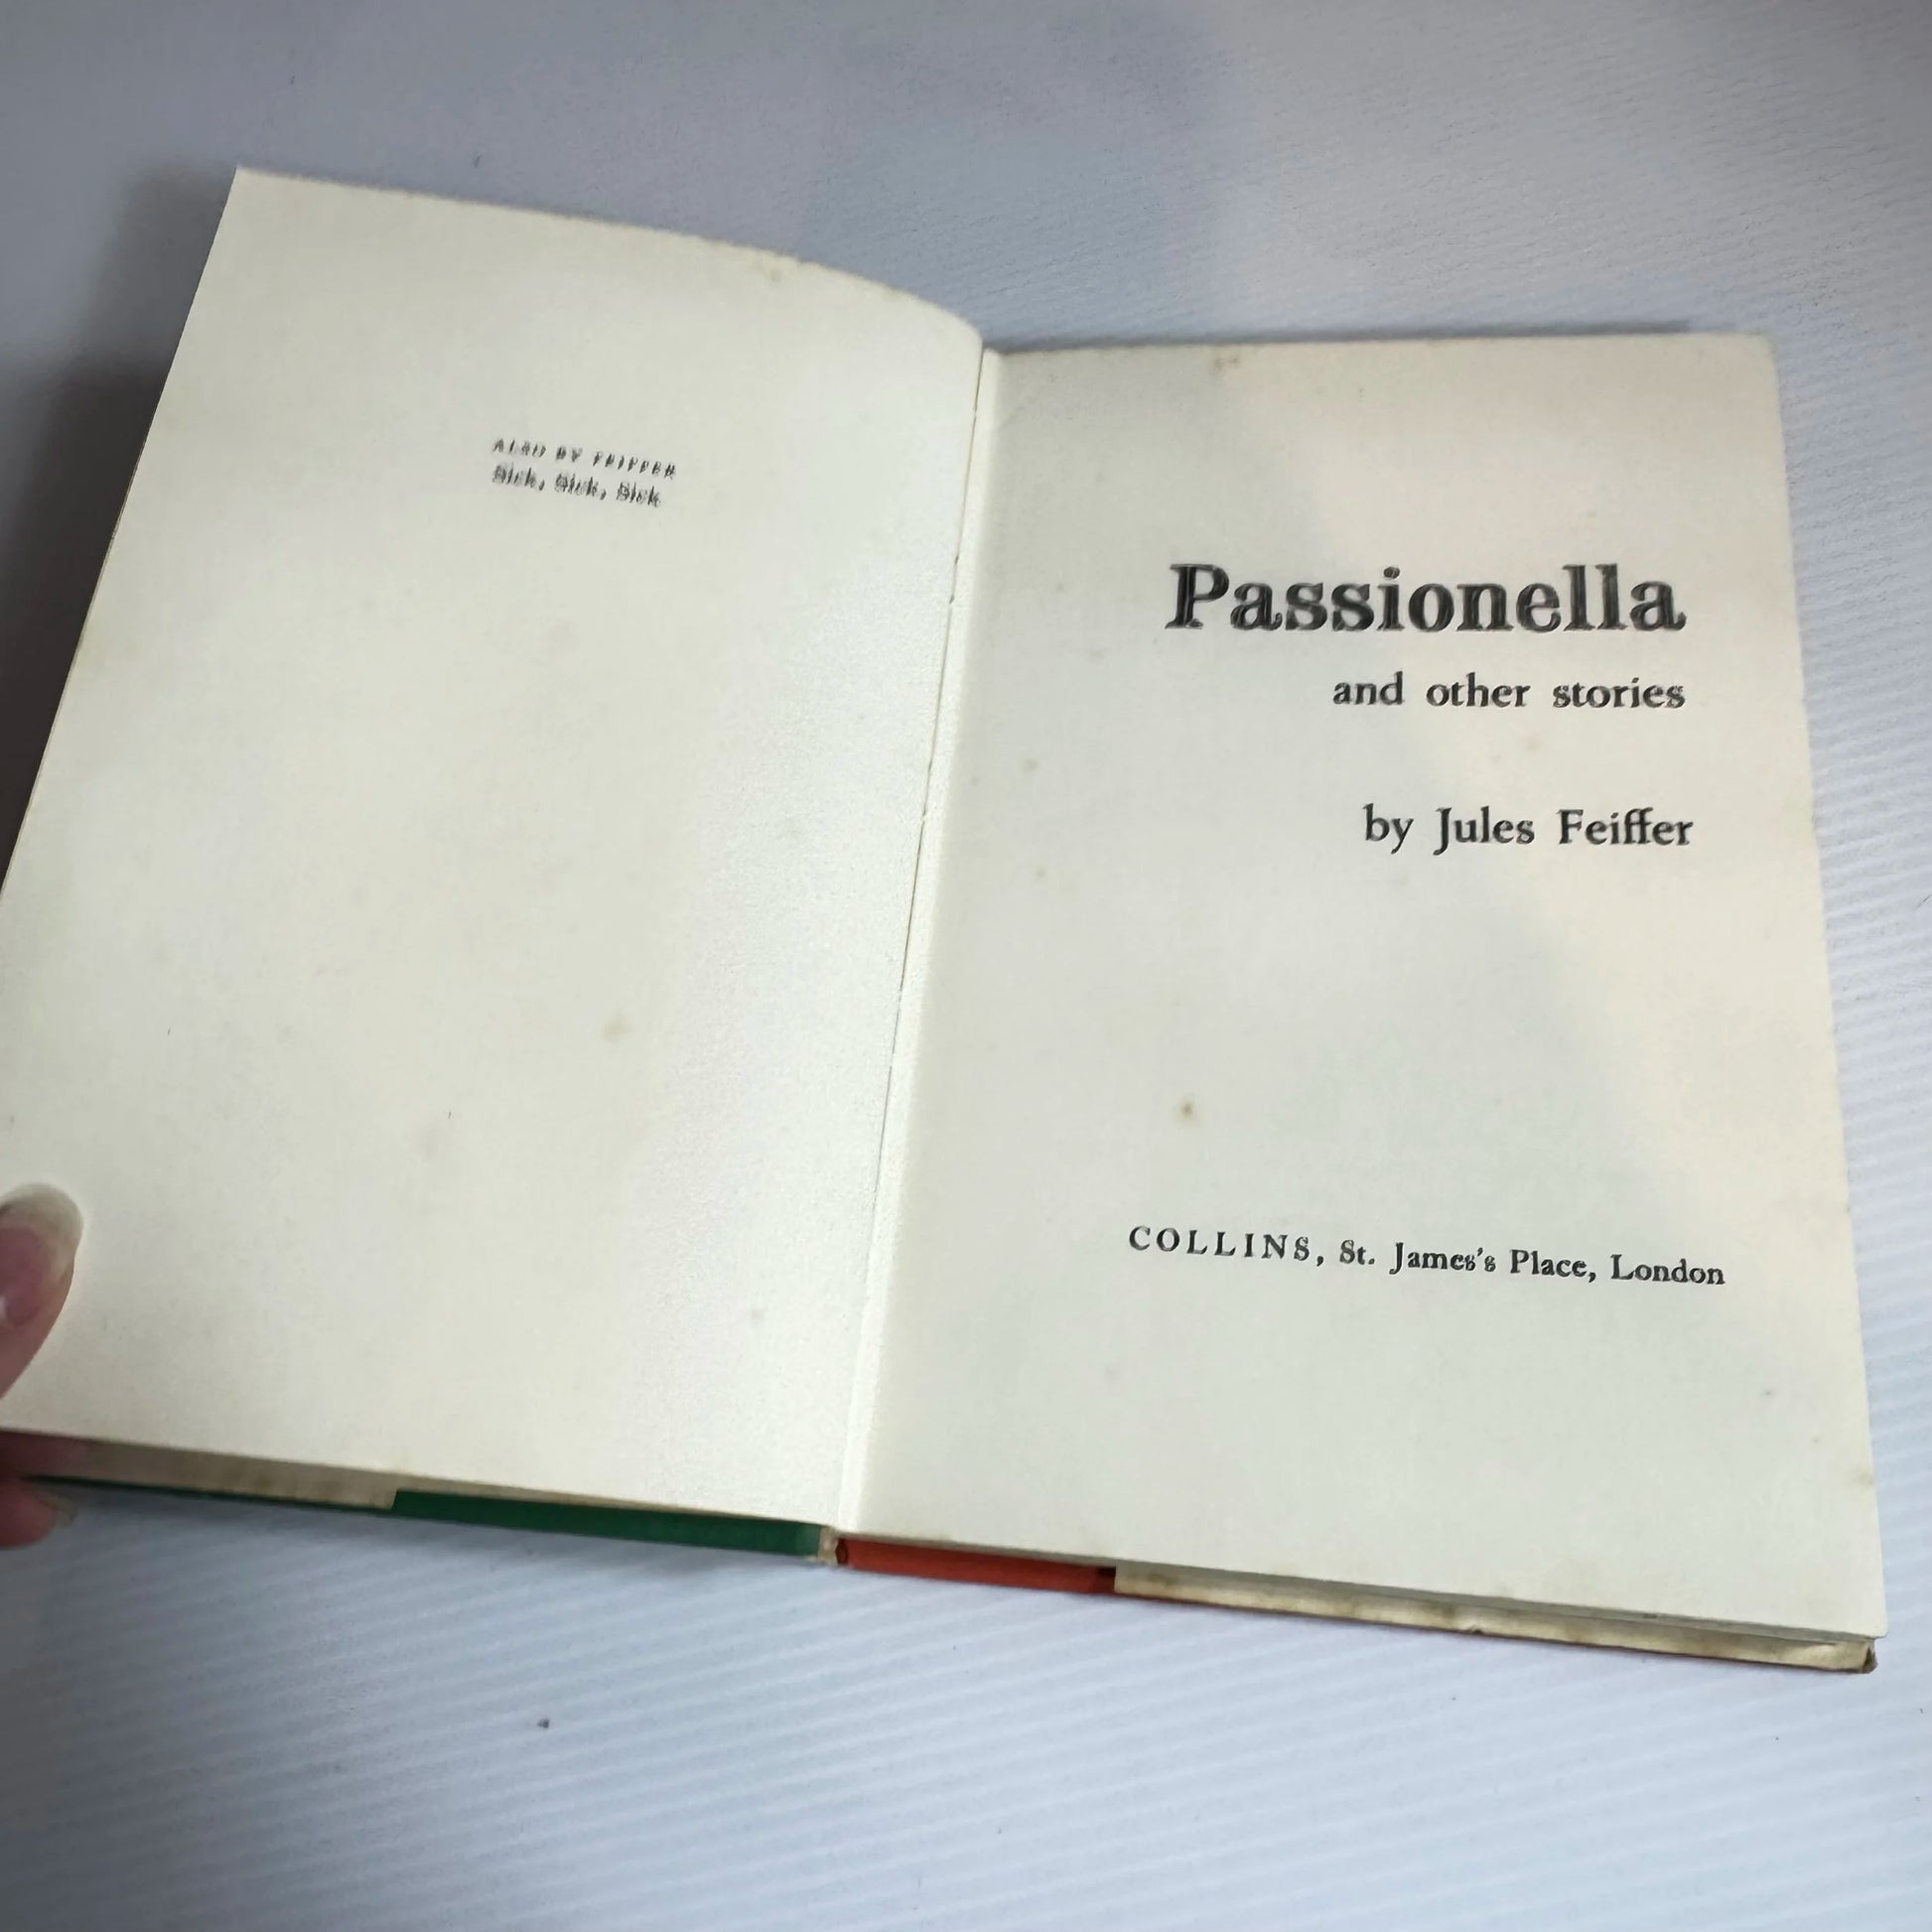 ALSO BY FEIFFER
Sick, Sick, Sick
Passionella
and other stories
by Jules Feiffer
COLLINS, St. James's Place, London